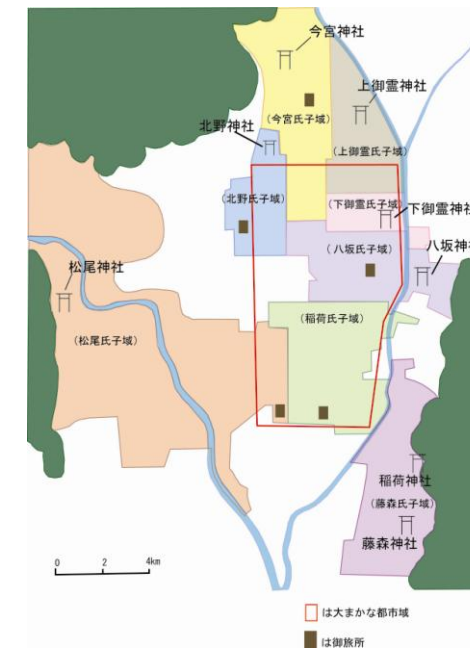 今宮神社
上御霊神社
(今宮氏子域)
北野神社
(上御霊氏子域)
(北野氏子域)
(下御霊氏子域)
下御霊神社
八坂神社
(八坂氏子域)
松尾神社
(松尾氏子域)
(稲荷氏子域)
稲荷神社
(藤森氏子域)
藤森神社
0 2 4km
は大まかな都市域
は御旅所